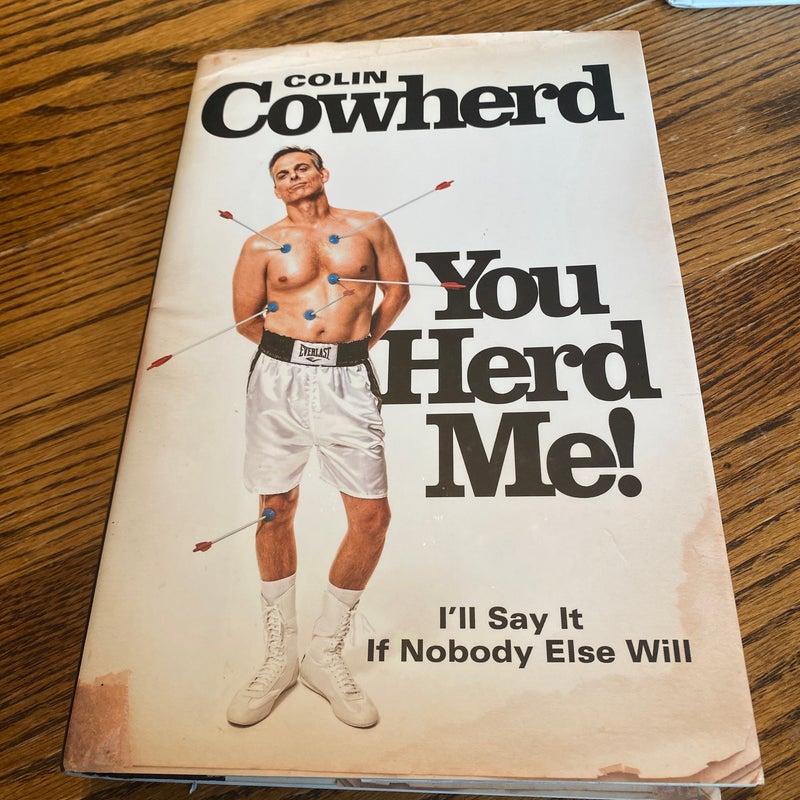 COLIN
Cowherd
EVERLAST
You
Herd
Me!
I'll Say It
If Nobody Else Will